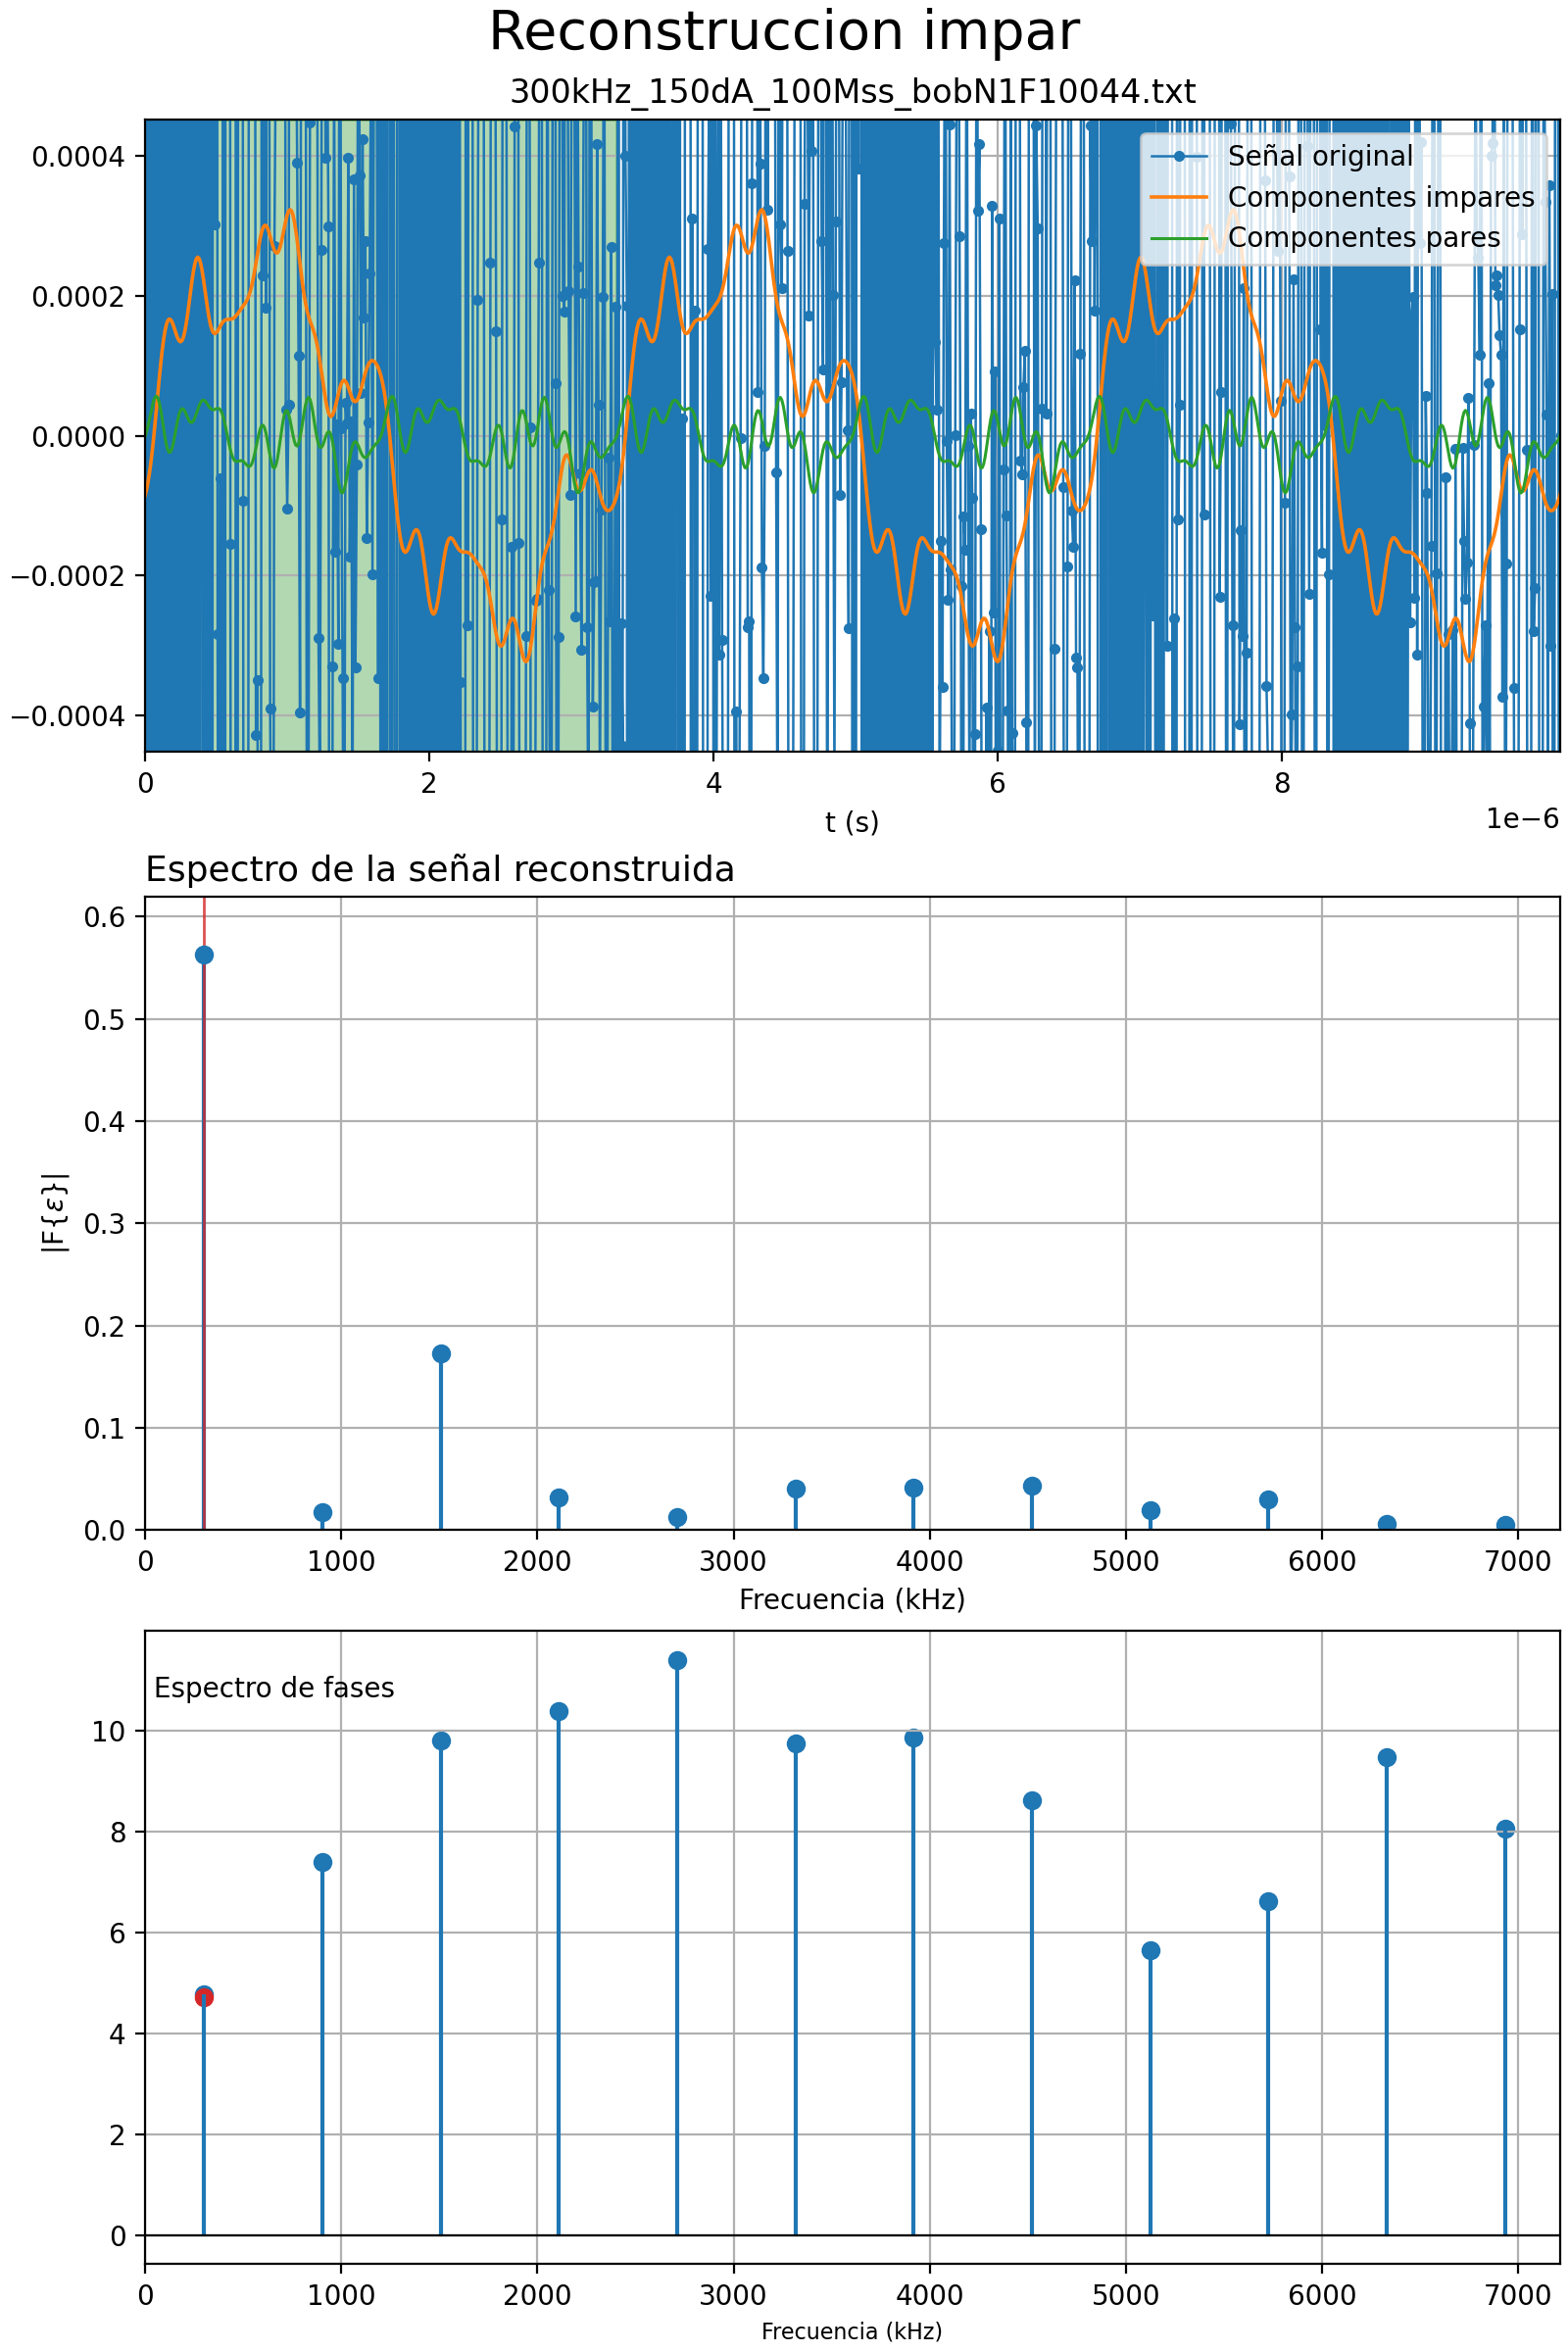 Reconstruccion impar
300kHz_150dA_100Mss_bobN1F10044.txt
0.0004
0.0002
0.0000
−0.0002
−0.0004
Señal original
Componentes impares
Componentes pares
0 2 4 6 8
1e−6
t (s)
Espectro de la señal reconstruida
0.6
0.5
0.4
0.3
0.2
0.1
0.0
|F{ε}|
0 1000 2000 3000 4000 5000 6000 7000
Frecuencia (kHz)
Espectro de fases
10
8
6
4
2
0
0 1000 2000 3000 4000 5000 6000 7000
Frecuencia (kHz)